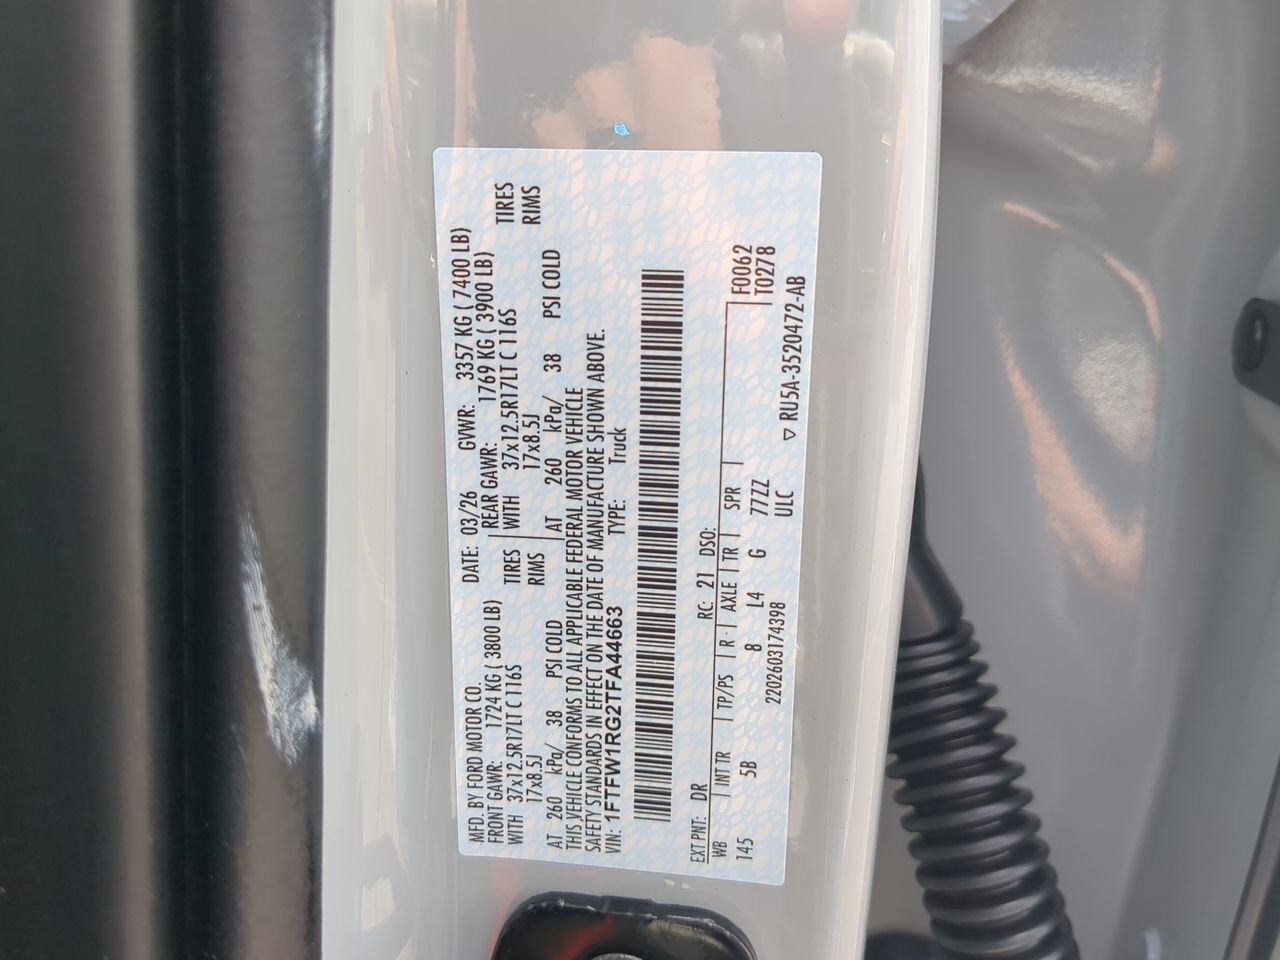 MFD. BY FORD MOTOR CO.
DATE: 03/26 GVWR: 3357 KG ( 7400 LB)
FRONT GAWR: 1724 KG ( 3800 LB) REAR GAWR: 1769 KG ( 3900 LB)
WITH 37x12.5R17LT C 116S TIRES WITH 37x12.5R17LT C 116S TIRES
17x8.5J RIMS 17x8.5J RIMS
AT 260 kPa/ 38 PSI COLD AT 260 kPa/ 38 PSI COLD
THIS VEHICLE CONFORMS TO ALL APPLICABLE FEDERAL MOTOR VEHICLE
SAFETY STANDARDS IN EFFECT ON THE DATE OF MANUFACTURE SHOWN ABOVE.
VIN: 1FTFW1RG2TFA44663 TYPE: Truck
EXT PNT: DR RC: 21 DSO: F0062
WB INT TR TP/PS R AXLE TR SPR T0278
145 5B 8 L4 G 77ZZ
2202603174398 ULC ▽ RU5A-3520472-AB